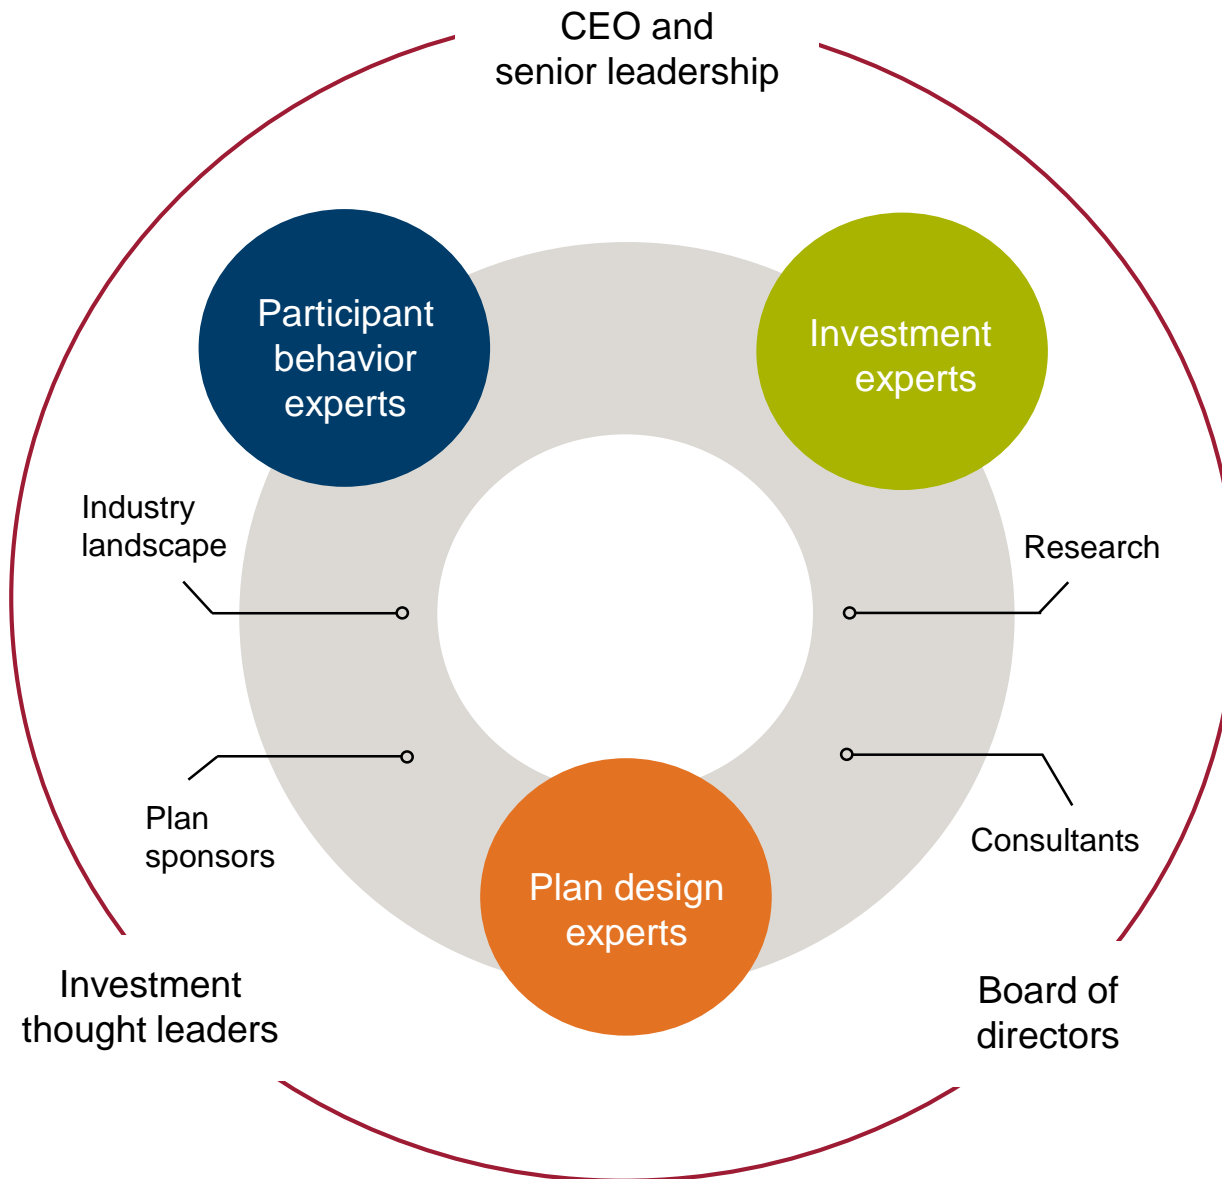 CEO and
senior leadership
Participant
behavior
experts
Investment
experts
Industry
landscape
Research
Plan
sponsors
Consultants
Plan design
experts
Investment
thought leaders
Board of
directors